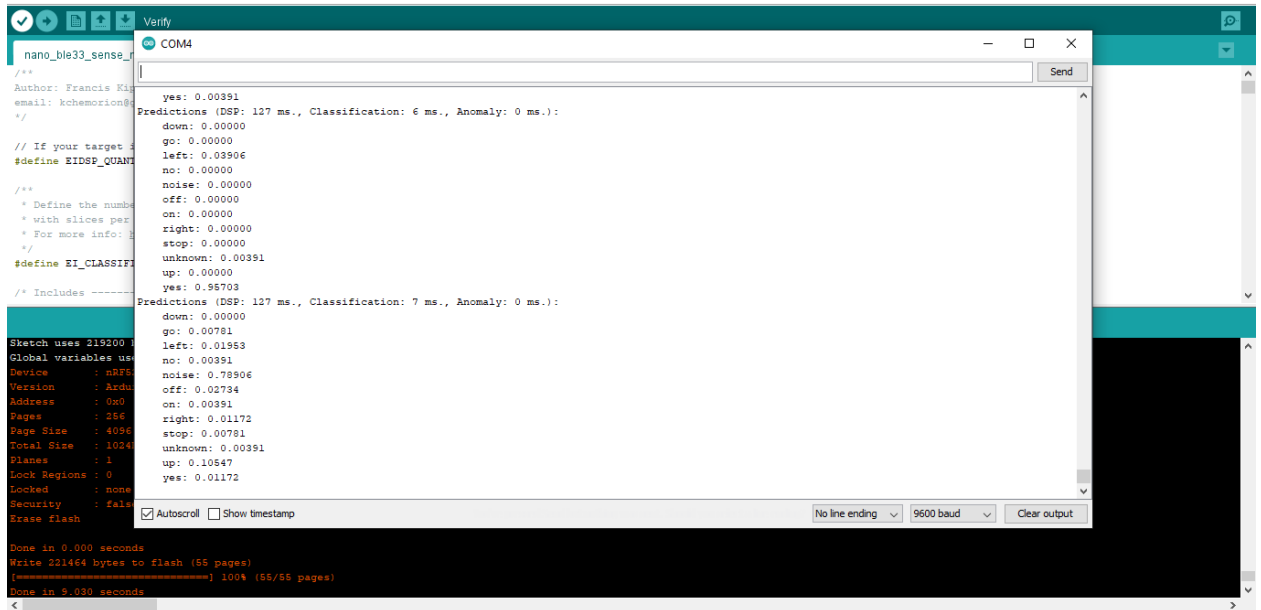 Verify
nano_ble33_sense_
COM4
Send
/**
Author: Francis
email:
*/
// If your target
#define
/**
* Define the
* with slices per
* For more info:
*/
#define
/* Includes
yes: 0.00391
Predictions (DSP: 127 ms., Classification: 6 ms., Anomaly: 0 ms.):
down: 0.00000
go: 0.00000
left: 0.03906
no: 0.00000
noise: 0.00000
off: 0.00000
on: 0.00000
right: 0.00000
stop: 0.00000
unknown: 0.00391
up: 0.00000
yes: 0.95703
Predictions (DSP: 127 ms., Classification: 7 ms., Anomaly: 0 ms.):
down: 0.00000
go: 0.00781
left: 0.01953
no: 0.00391
noise: 0.78906
off: 0.02734
on: 0.00391
right: 0.01172
stop: 0.00781
unknown: 0.00391
up: 0.10547
yes: 0.01172
Autoscroll Show timestamp No line ending 9600 baud Clear output
Sketch uses 219200
Global variables
Device :
Version :
Address : 0x0
Pages : 256
Page Size : 4096
Total Size :
Planes : 1
Lock Regions : 0
Locked : none
Security :
Erase flash
Done in 0.000 seconds
Write 221464 bytes to flash (55 pages)
[==============================] 100% (55/55 pages)
Done in 9.030 seconds